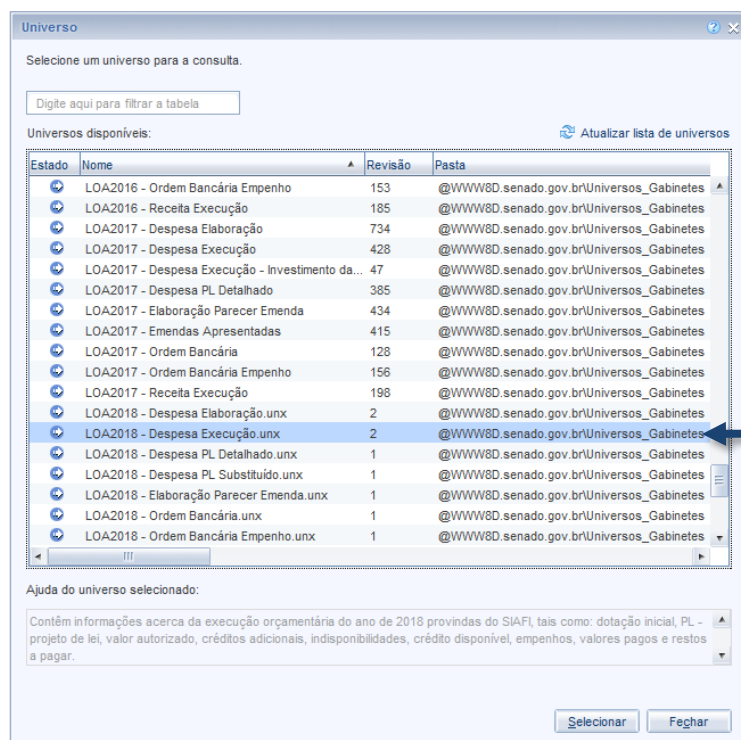 Universo
Selecione um universo para a consulta.
Digite aqui para filtrar a tabela
Universos disponíveis: Atualizar lista de universos
Estado Nome Revisão Pasta
LOA2016 - Ordem Bancária Empenho 153 @WWW8D.senado.gov.br\Universos_Gabinetes
LOA2016 - Receita Execução 185 @WWW8D.senado.gov.br\Universos_Gabinetes
LOA2017 - Despesa Elaboração 734 @WWW8D.senado.gov.br\Universos_Gabinetes
LOA2017 - Despesa Execução 428 @WWW8D.senado.gov.br\Universos_Gabinetes
LOA2017 - Despesa Execução - Investimento da... 47 @WWW8D.senado.gov.br\Universos_Gabinetes
LOA2017 - Despesa PL Detalhado 385 @WWW8D.senado.gov.br\Universos_Gabinetes
LOA2017 - Elaboração Parecer Emenda 434 @WWW8D.senado.gov.br\Universos_Gabinetes
LOA2017 - Emendas Apresentadas 415 @WWW8D.senado.gov.br\Universos_Gabinetes
LOA2017 - Ordem Bancária 128 @WWW8D.senado.gov.br\Universos_Gabinetes
LOA2017 - Ordem Bancária Empenho 156 @WWW8D.senado.gov.br\Universos_Gabinetes
LOA2017 - Receita Execução 198 @WWW8D.senado.gov.br\Universos_Gabinetes
LOA2018 - Despesa Elaboração.unx 2 @WWW8D.senado.gov.br\Universos_Gabinetes
LOA2018 - Despesa Execução.unx 2 @WWW8D.senado.gov.br\Universos_Gabinetes
LOA2018 - Despesa PL Detalhado.unx 1 @WWW8D.senado.gov.br\Universos_Gabinetes
LOA2018 - Despesa PL Substituído.unx 1 @WWW8D.senado.gov.br\Universos_Gabinetes
LOA2018 - Elaboração Parecer Emenda.unx 1 @WWW8D.senado.gov.br\Universos_Gabinetes
LOA2018 - Ordem Bancária.unx 1 @WWW8D.senado.gov.br\Universos_Gabinetes
LOA2018 - Ordem Bancária Empenho.unx 1 @WWW8D.senado.gov.br\Universos_Gabinetes
Ajuda do universo selecionado:
Contêm informações acerca da execução orçamentária do ano de 2018 provindas do SIAFI, tais como: dotação inicial, PL -
projeto de lei, valor autorizado, créditos adicionais, indisponibilidades, crédito disponível, empenhos, valores pagos e restos
a pagar.
Selecionar Fechar